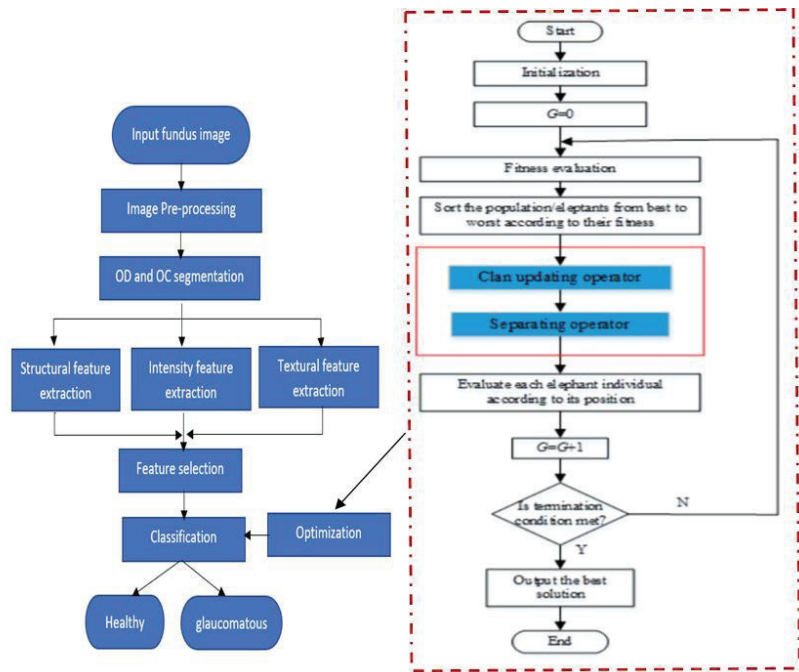 Input fundus image
Image Pre-processing
OD and OC segmentation
Structural feature
extraction
Intensity feature
extraction
Textural feature
extraction
Feature selection
Classification
Optimization
Healthy
glaucomatous
Start
Initialization
G=0
Fitness evaluation
Sort the population/eleptants from best to
worst according to their fitness
Clan updating operator
Separating operator
Evaluate each elephant individual
according to its position
G=G+1
Is termination
condition met?
N
Y
Output the best
solution
End